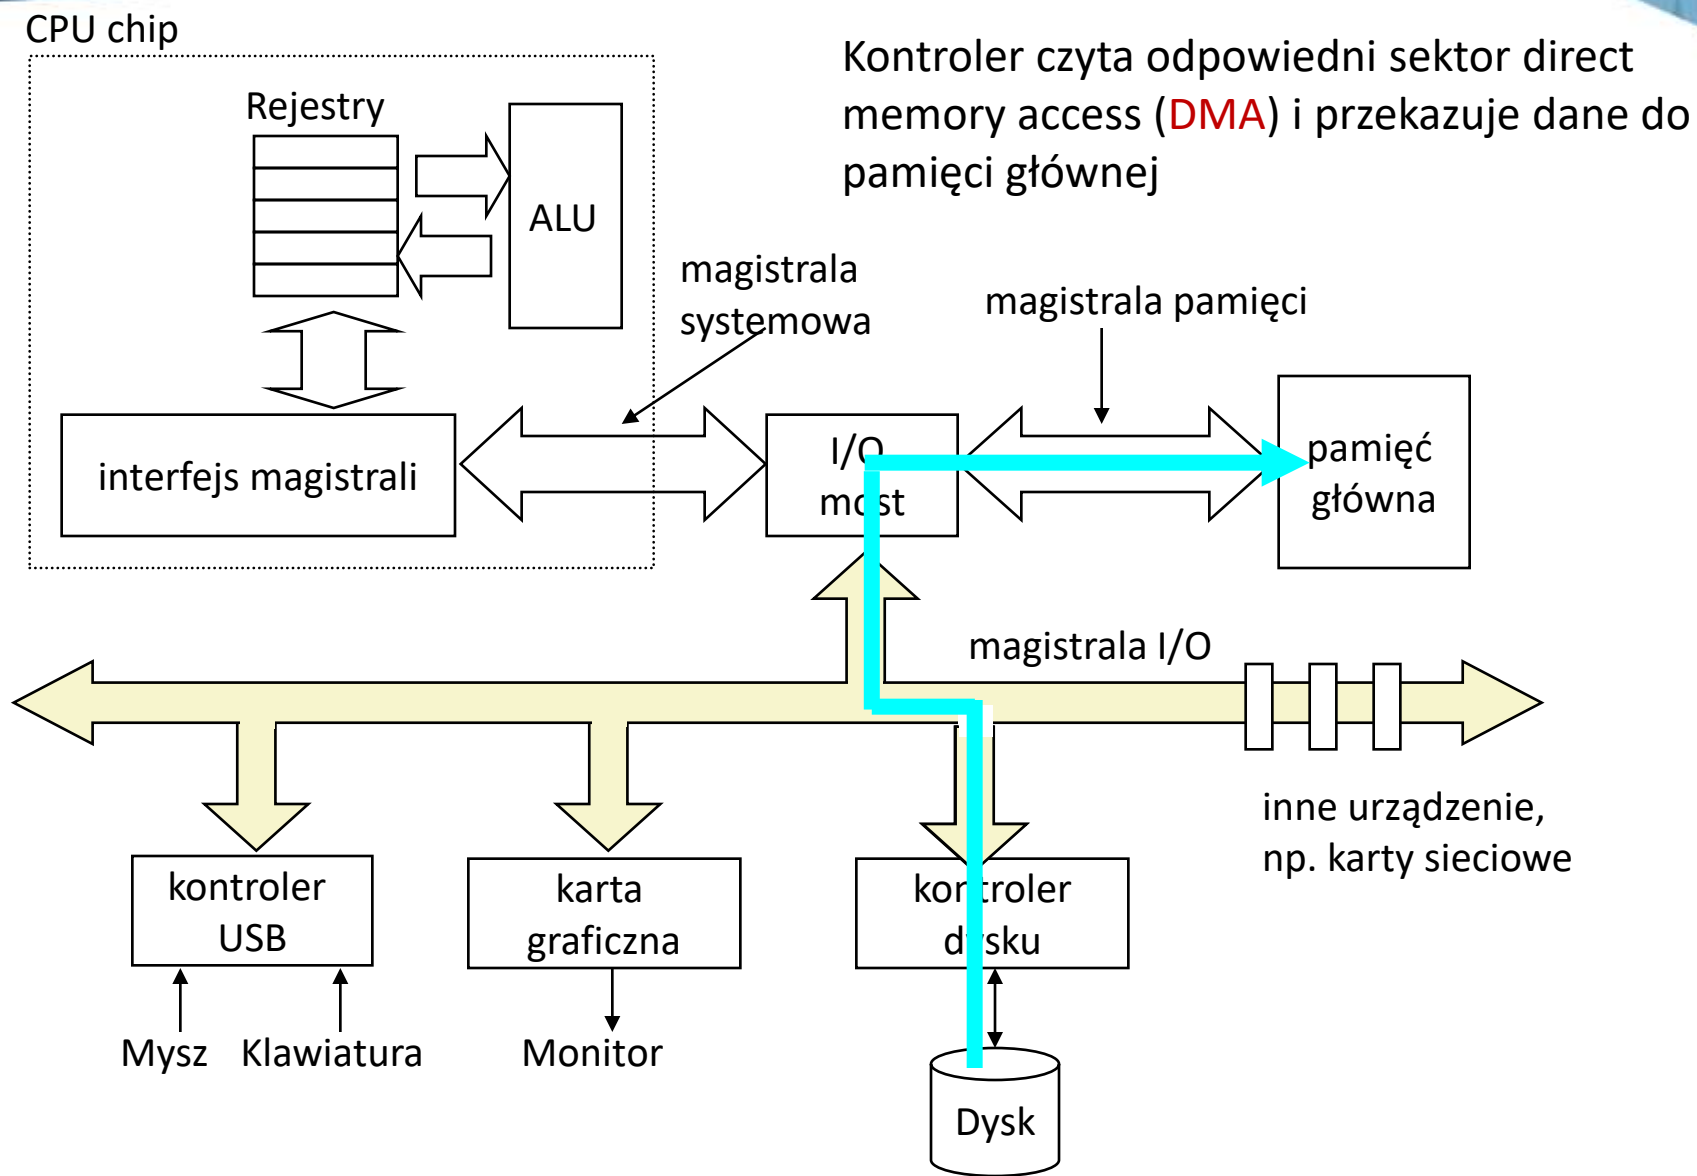 CPU chip
Kontroler czyta odpowiedni sektor direct
memory access (DMA) i przekazuje dane do
pamięci głównej
Rejestry
ALU
magistrala
systemowa
magistrala pamięci
interfejs magistrali
I/O
most
pamięć
główna
magistrala I/O
inne urządzenie,
np. karty sieciowe
kontroler
USB
karta
graficzna
kontroler
dysku
Mysz
Klawiatura
Monitor
Dysk